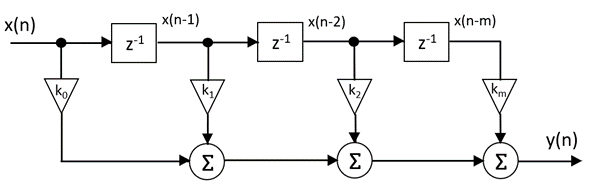 x(n) x(n-1) x(n-2) x(n-m)
z⁻¹ z⁻¹ z⁻¹
k₀ k₁ k₂ kₘ
Σ Σ Σ y(n)